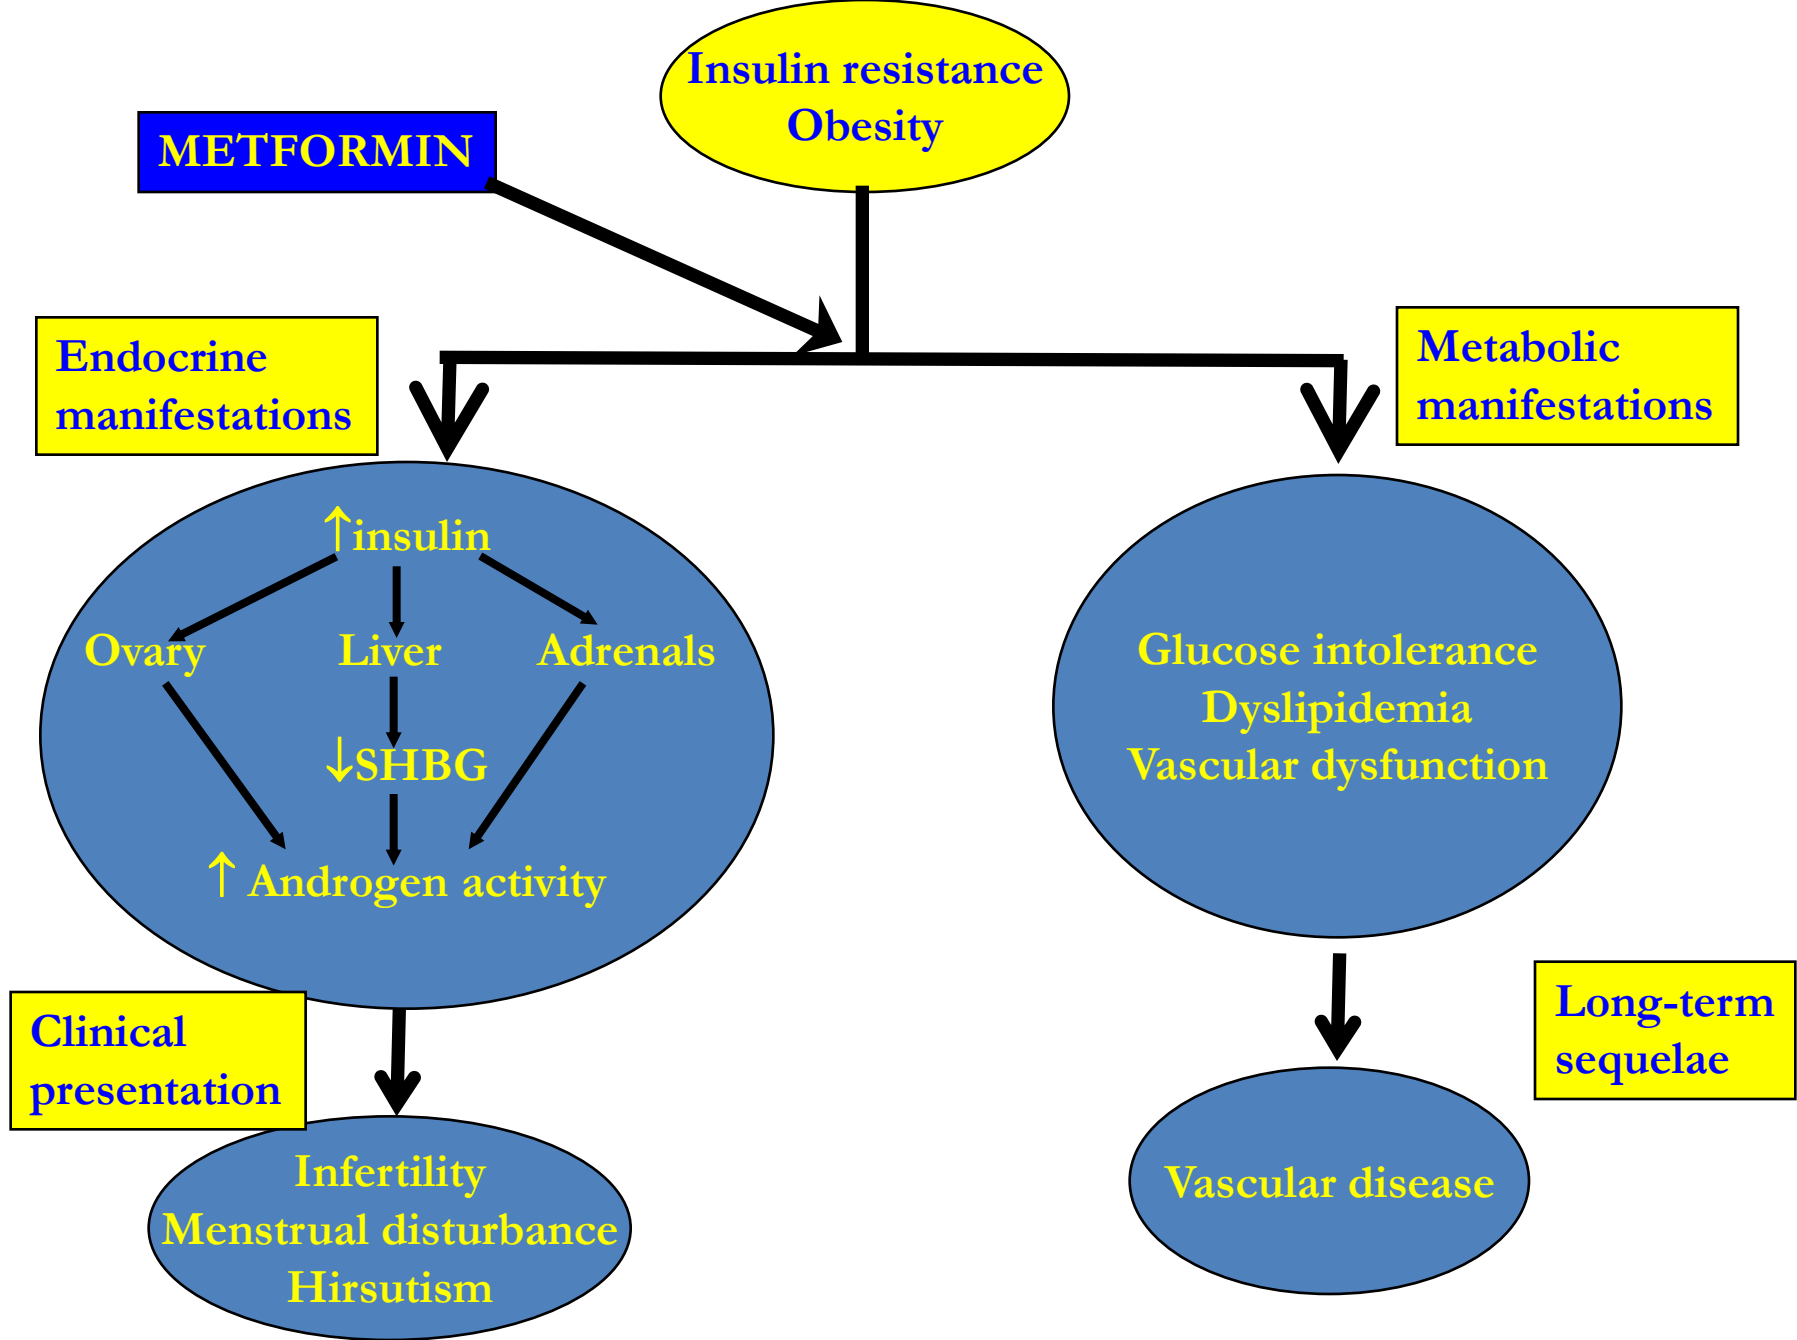 Insulin resistance
Obesity
METFORMIN
Endocrine
manifestations
Metabolic
manifestations
↑insulin
Ovary Liver Adrenals
↓SHBG
↑ Androgen activity
Glucose intolerance
Dyslipidemia
Vascular dysfunction
Clinical
presentation
Long-term
sequelae
Infertility
Menstrual disturbance
Hirsutism
Vascular disease